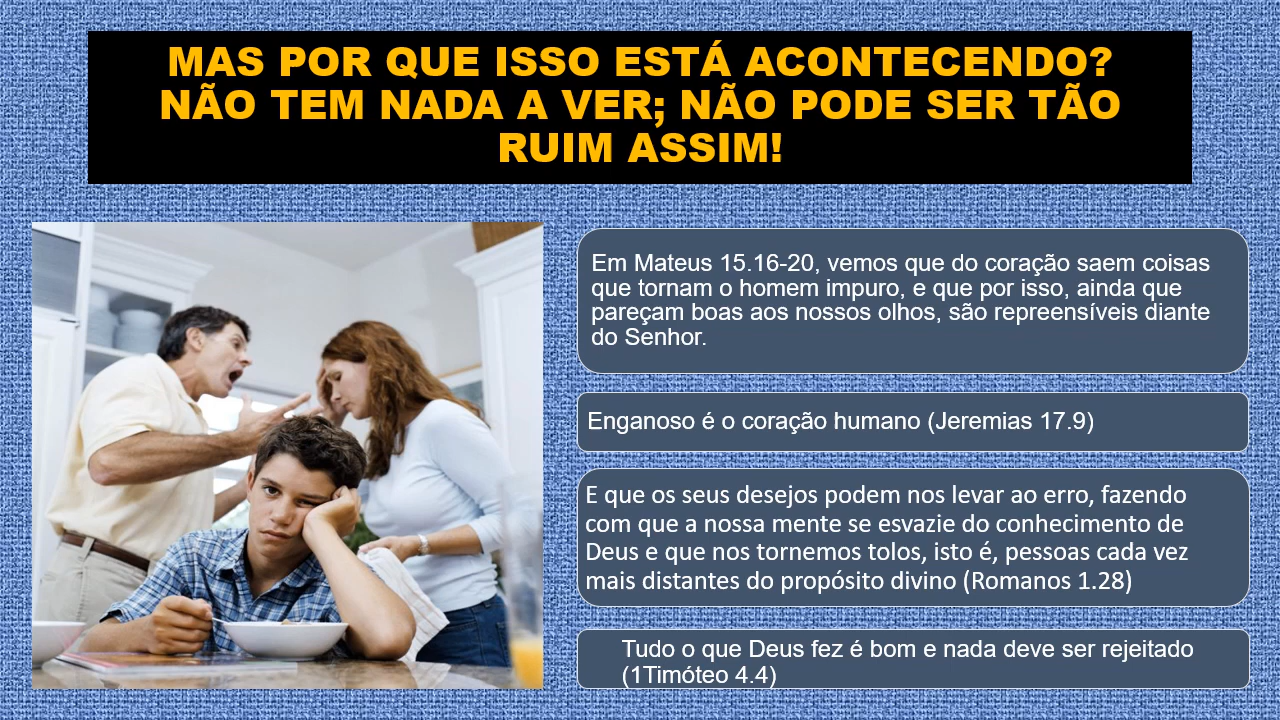 MAS POR QUE ISSO ESTÁ ACONTECENDO?
NÃO TEM NADA A VER; NÃO PODE SER TÃO
RUIM ASSIM!
Em Mateus 15.16-20, vemos que do coração saem coisas
que tornam o homem impuro, e que por isso, ainda que
pareçam boas aos nossos olhos, são repreensíveis diante
do Senhor.
Enganoso é o coração humano (Jeremias 17.9)
E que os seus desejos podem nos levar ao erro, fazendo
com que a nossa mente se esvazie do conhecimento de
Deus e que nos tornemos tolos, isto é, pessoas cada vez
mais distantes do propósito divino (Romanos 1.28)
Tudo o que Deus fez é bom e nada deve ser rejeitado
(1Timóteo 4.4)